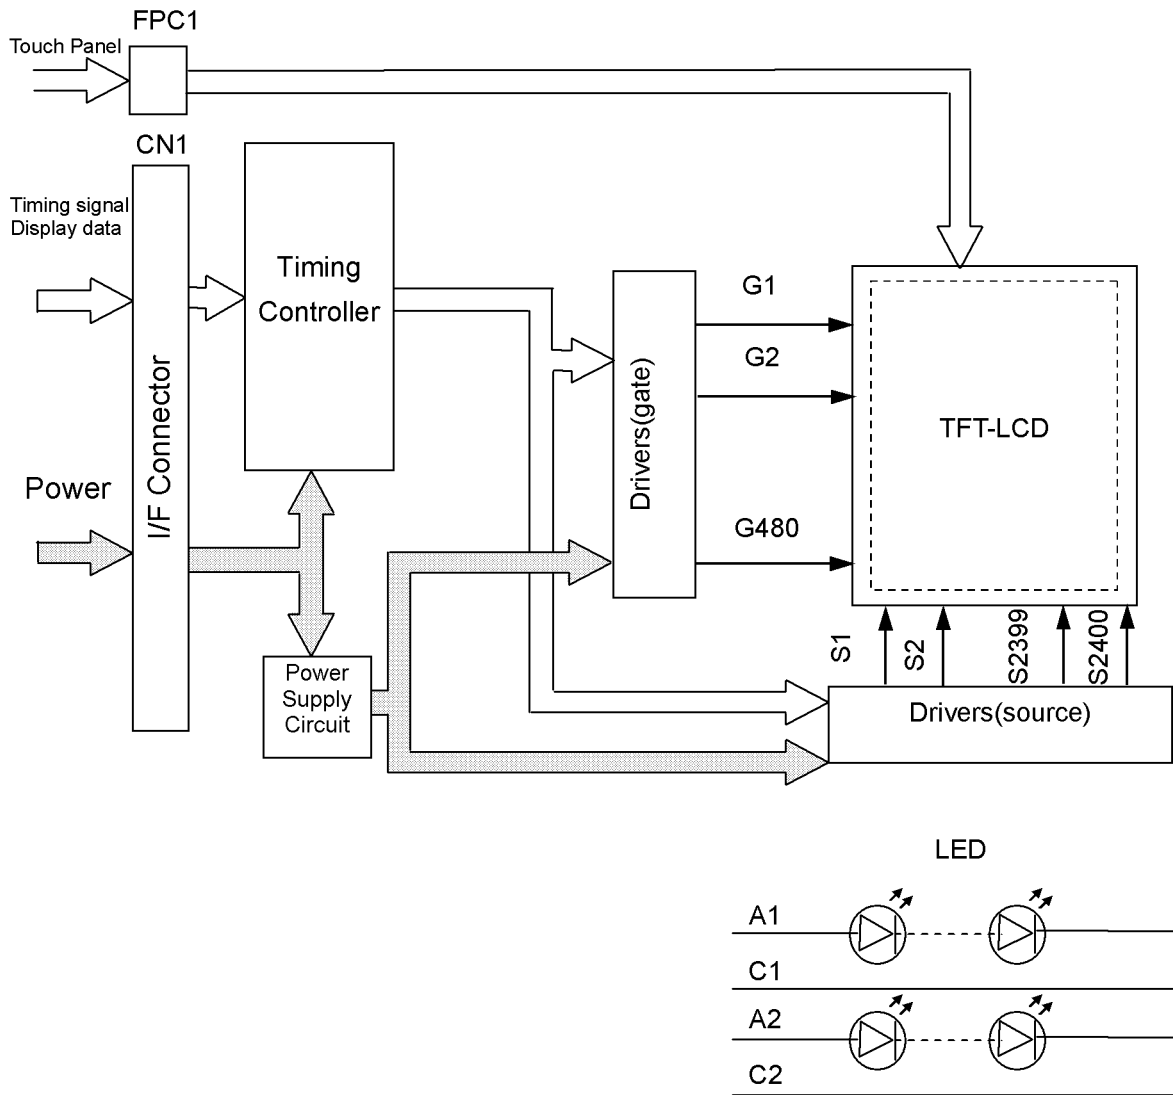 FPC1
Touch Panel
CN1
Timing signal
Display data
Timing
Controller
I/F Connector
Power
Power
Supply
Circuit
Drivers(gate)
G1
G2
G480
TFT-LCD
S1
S2
S2399
S2400
Drivers(source)
LED
A1
C1
A2
C2